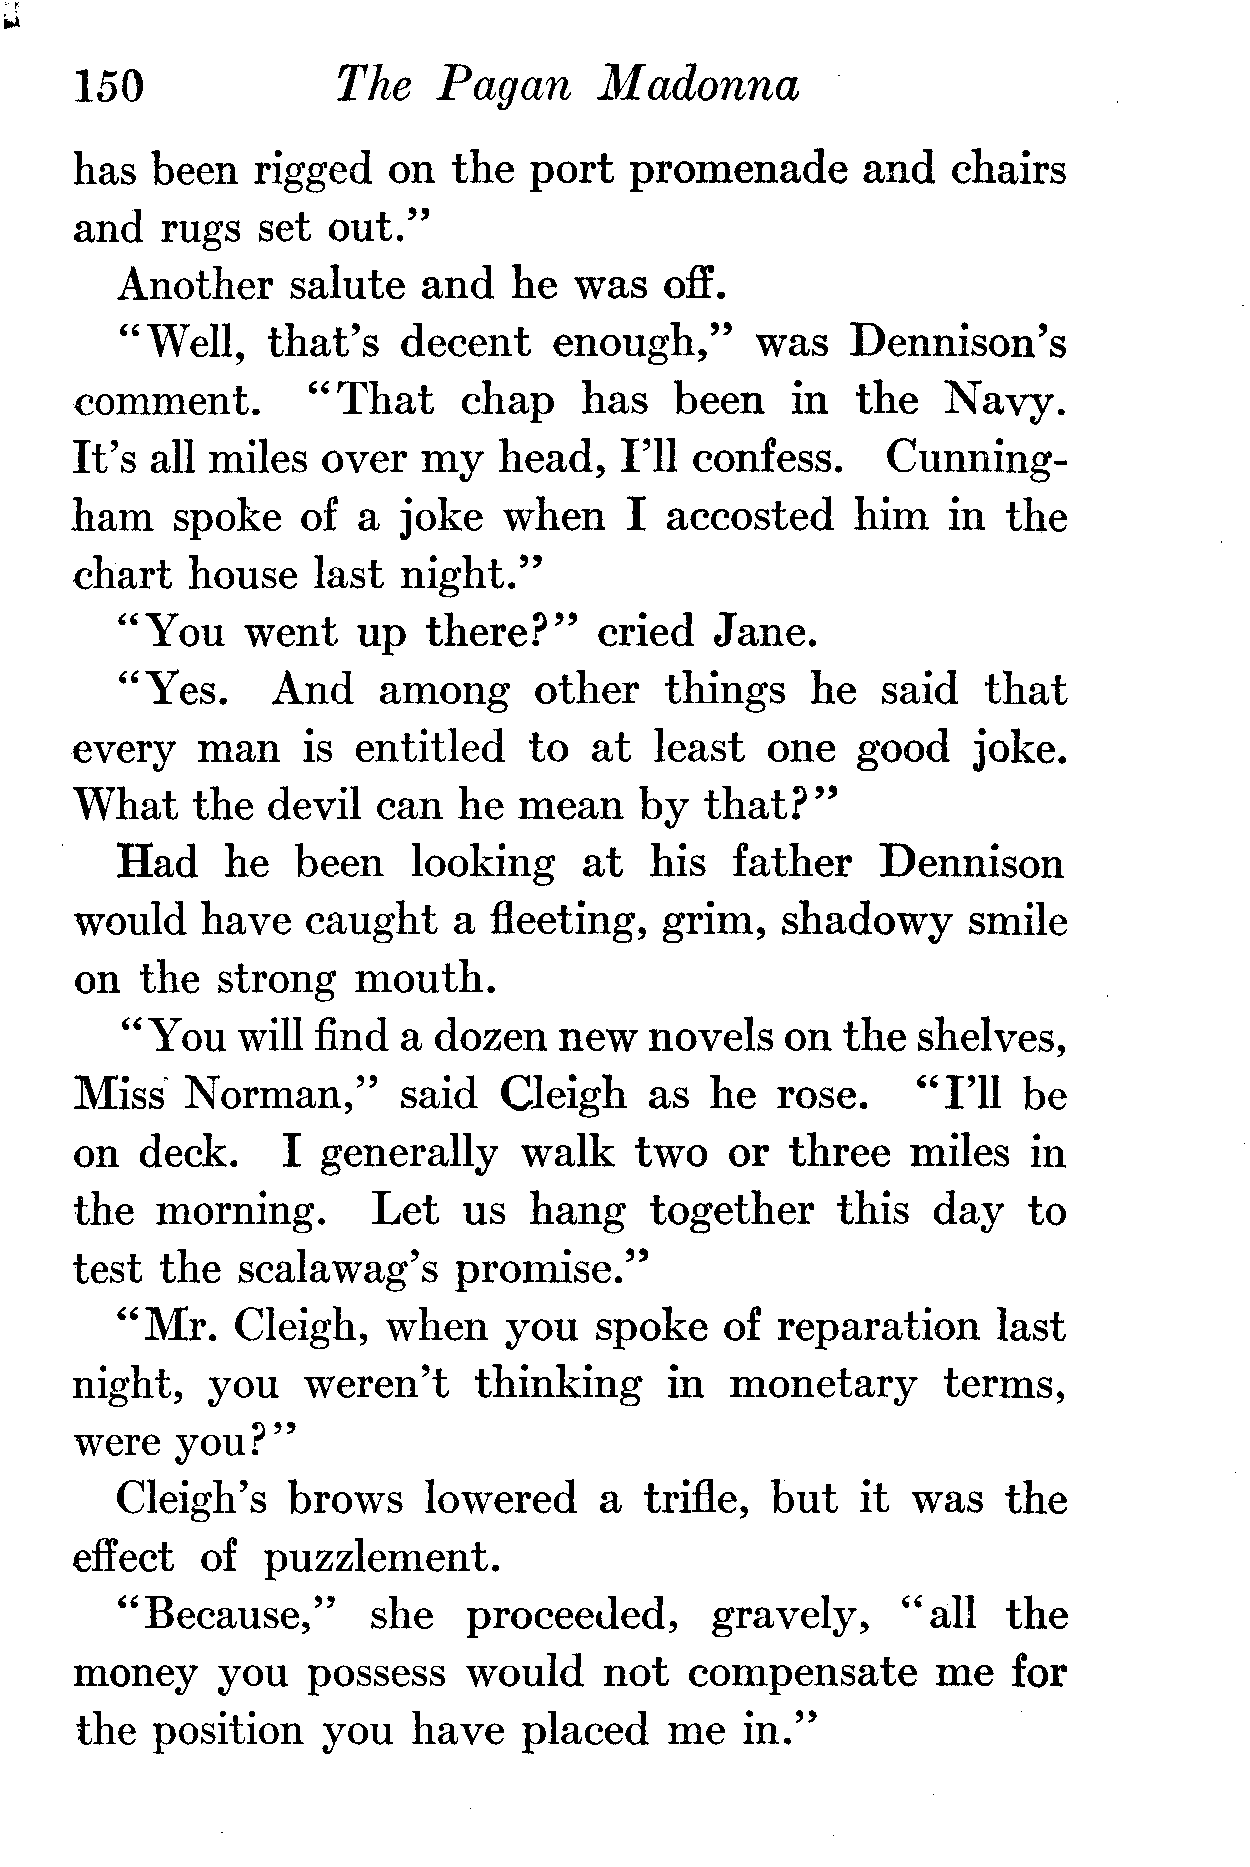 150 The Pagan Madonna
has been rigged on the port promenade and chairs
and rugs set out.”
Another salute and he was off.
“Well, that’s decent enough,” was Dennison’s
comment. “That chap has been in the Navy.
It’s all miles over my head, I’ll confess. Cunning-
ham spoke of a joke when I accosted him in the
chart house last night.”
“You went up there?” cried Jane.
“Yes. And among other things he said that
every man is entitled to at least one good joke.
What the devil can he mean by that?”
Had he been looking at his father Dennison
would have caught a fleeting, grim, shadowy smile
on the strong mouth.
“You will find a dozen new novels on the shelves,
Miss Norman,” said Cleigh as he rose. “I’ll be
on deck. I generally walk two or three miles in
the morning. Let us hang together this day to
test the scalawag’s promise.”
“Mr. Cleigh, when you spoke of reparation last
night, you weren’t thinking in monetary terms,
were you?”
Cleigh’s brows lowered a trifle, but it was the
effect of puzzlement.
“Because,” she proceeded, gravely, “all the
money you possess would not compensate me for
the position you have placed me in.”